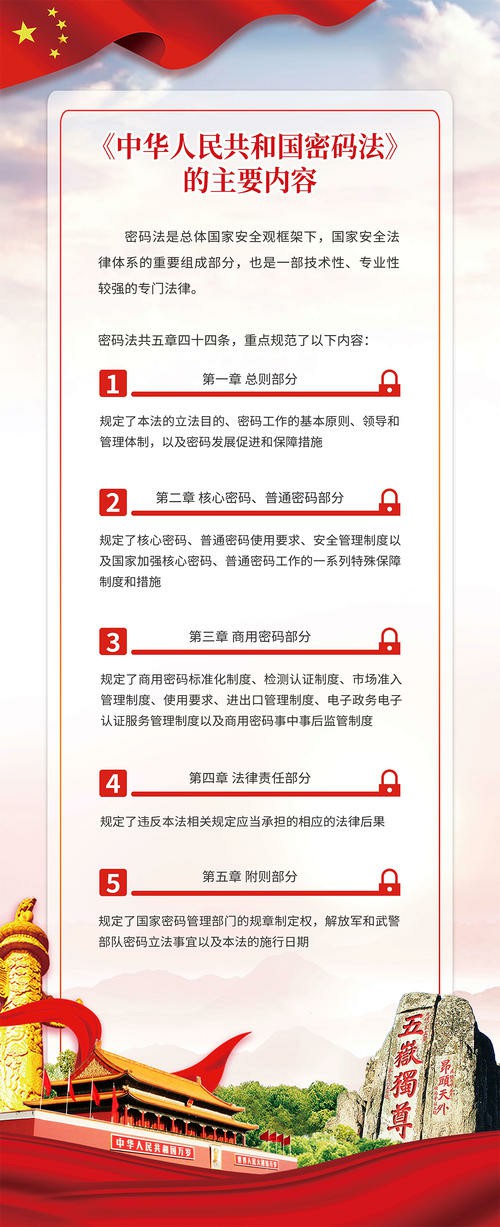 《中华人民共和国密码法》
的主要内容
密码法是总体国家安全观框架下，国家安全法
律体系的重要组成部分，也是一部技术性、专业性
较强的专门法律。
密码法共五章四十四条，重点规范了以下内容：
1 第一章 总则部分
规定了本法的立法目的、密码工作的基本原则、领导和
管理体制，以及密码发展促进和保障措施
2 第二章 核心密码、普通密码部分
规定了核心密码、普通密码使用要求、安全管理制度以
及国家加强核心密码、普通密码工作的一系列特殊保障
制度和措施
3 第三章 商用密码部分
规定了商用密码标准化制度、检测认证制度、市场准入
管理制度、使用要求、进出口管理制度、电子政务电子
认证服务管理制度以及商用密码事中事后监管制度
4 第四章 法律责任部分
规定了违反本法相关规定应当承担的相应的法律后果
5 第五章 附则部分
规定了国家密码管理部门的规章制定权，解放军和武警
部队密码立法事宜以及本法的施行日期
五嶽獨尊
昂頭天外
中华人民共和国万岁
世界人民大团结万岁